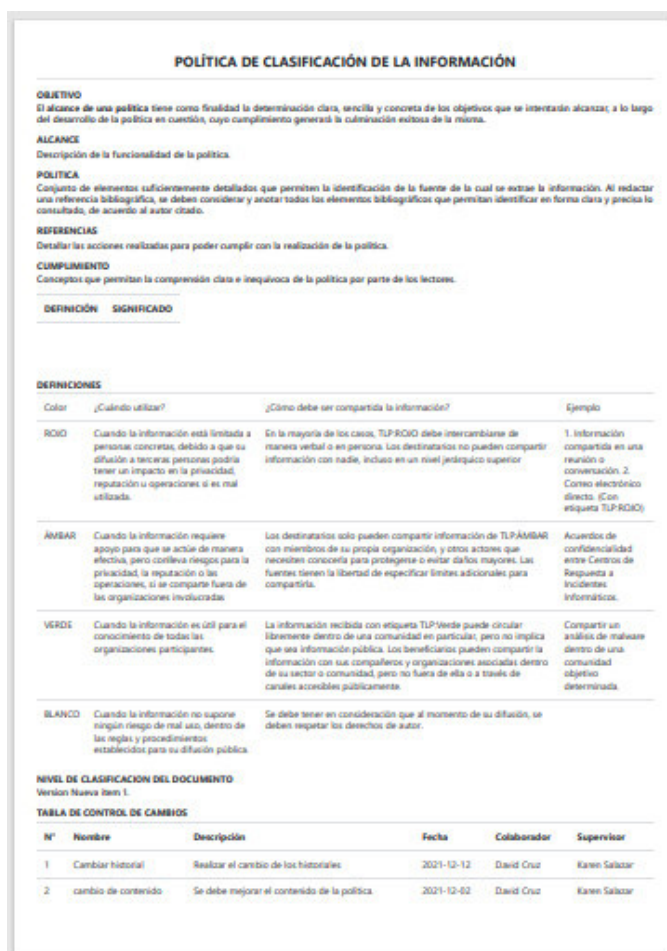 POLÍTICA DE CLASIFICACIÓN DE LA INFORMACIÓN
OBJETIVO
El alcance de una política tiene como finalidad la determinación clara, sencilla y concreta de los objetivos que se intentarán alcanzar, a lo largo
del desarrollo de la política en cuestión, cuyo cumplimiento generará la culminación exitosa de la misma.
ALCANCE
Descripción de la funcionalidad de la política.
POLITICA
Conjunto de elementos suficientemente detallados que permiten la identificación de la fuente de la cual se extrae la información. Al redactar
una referencia bibliográfica, se deben considerar y anotar todos los elementos bibliográficos que permitan identificar en forma clara y precisa lo
consultado, de acuerdo al autor citado.
REFERENCIAS
Detallar las acciones realizadas para poder cumplir con la realización de la política.
CUMPLIMIENTO
Conceptos que permitan la comprensión clara e inequívoca de la política por parte de los lectores.
DEFINICIÓN SIGNIFICADO
DEFINICIONES
Color ¿Cuándo utilizar? ¿Cómo debe ser compartida la información? Ejemplo
ROJO Cuando la información está limitada a En la mayoría de los casos, TLP:ROJO debe intercambiarse de 1. Información
personas concretas, debido a que su manera verbal o en persona. Los destinatarios no pueden compartir compartida en una
difusión a terceras personas podría información con nadie, incluso en un nivel jerárquico superior reunión o
tener un impacto en la privacidad, conversación. 2.
reputación u operaciones si es mal Correo electrónico
utilizada. directo. (Con
etiqueta TLP:ROJO)
ÁMBAR Cuando la información requiere Los destinatarios solo pueden compartir información de TLP:ÁMBAR Acuerdos de
apoyo para que se actúe de manera con miembros de su propia organización, y otros actores que confidencialidad
efectiva, pero conlleva riesgos para la necesiten conocerla para protegerse o evitar daños mayores. Las entre Centros de
privacidad, la reputación o las fuentes tienen la libertad de especificar límites adicionales para Respuesta a
operaciones, si se comparte fuera de compartirla. Incidentes
las organizaciones involucradas Informáticos.
VERDE Cuando la información es útil para el La información recibida con etiqueta TLP:Verde puede circular Compartir un
conocimiento de todas las libremente dentro de una comunidad en particular, pero no implica análisis de malware
organizaciones participantes. que sea información pública. Los beneficiarios pueden compartir la dentro de una
información con sus compañeros y organizaciones asociadas dentro comunidad
de su sector o comunidad, pero no fuera de ella o a través de objetivo
canales accesibles públicamente. determinada.
BLANCO Cuando la información no supone Se debe tener en consideración que al momento de su difusión, se
ningún riesgo de mal uso, dentro de deben respetar los derechos de autor.
las reglas y procedimientos
establecidos para su difusión pública.
NIVEL DE CLASIFICACION DEL DOCUMENTO
Version Nueva item 1.
TABLA DE CONTROL DE CAMBIOS
N° Nombre Descripción Fecha Colaborador Supervisor
1 Cambiar historial Realizar el cambio de los historiales 2021-12-12 David Cruz Karen Salazar
2 cambio de contenido Se debe mejorar el contenido de la política. 2021-12-02 David Cruz Karen Salazar